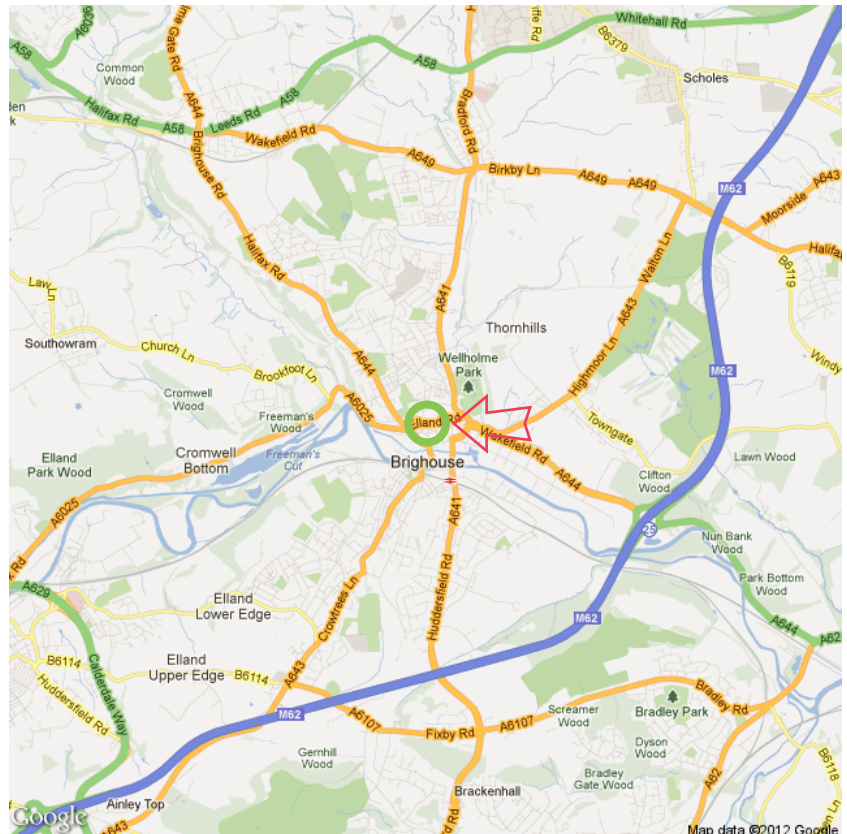 A6036
Whitehall Rd
A58
B6379
Common
Wood
A58
Scholes
A644
Bradford Rd
Halifax Rd
A58
Leeds Rd
A58
Wakefield Rd
A649
Birkby Ln
A649
M62
A643
Moorside
Brighouse Rd
Halifax Rd
Walton Ln
Halifax
B6119
A641
A643
Law Ln
Southowram
Church Ln
Thornhills
Windy
A644
Wellholme
Park
M62
Highmoor Ln
Brookfoot Ln
Cromwell
Wood
A6025
Freeman's
Wood
Elland Rd
Towngate
Cromwell
Bottom
Freeman's
Cut
Wakefield Rd
Elland
Park Wood
Brighouse
A644
Clifton
Wood
Lawn Wood
A6025
A641
25
Nun Bank
Wood
Rd
A629
Elland
Lower Edge
Crowtrees Ln
Huddersfield Rd
Park Bottom
Wood
M62
A644
A62
B6114
Elland
Upper Edge
B6114
A643
Calderdale Way
Huddersfield Rd
M62
A6107
Fixby Rd
A6107
Screamer
Wood
Bradley Park
Bradley Rd
Gernhill
Wood
Dyson
Wood
B6118
Bradley
Gate Wood
A62
Ainley Top
Brackenhall
Google
A643
Map data ©2012 Google